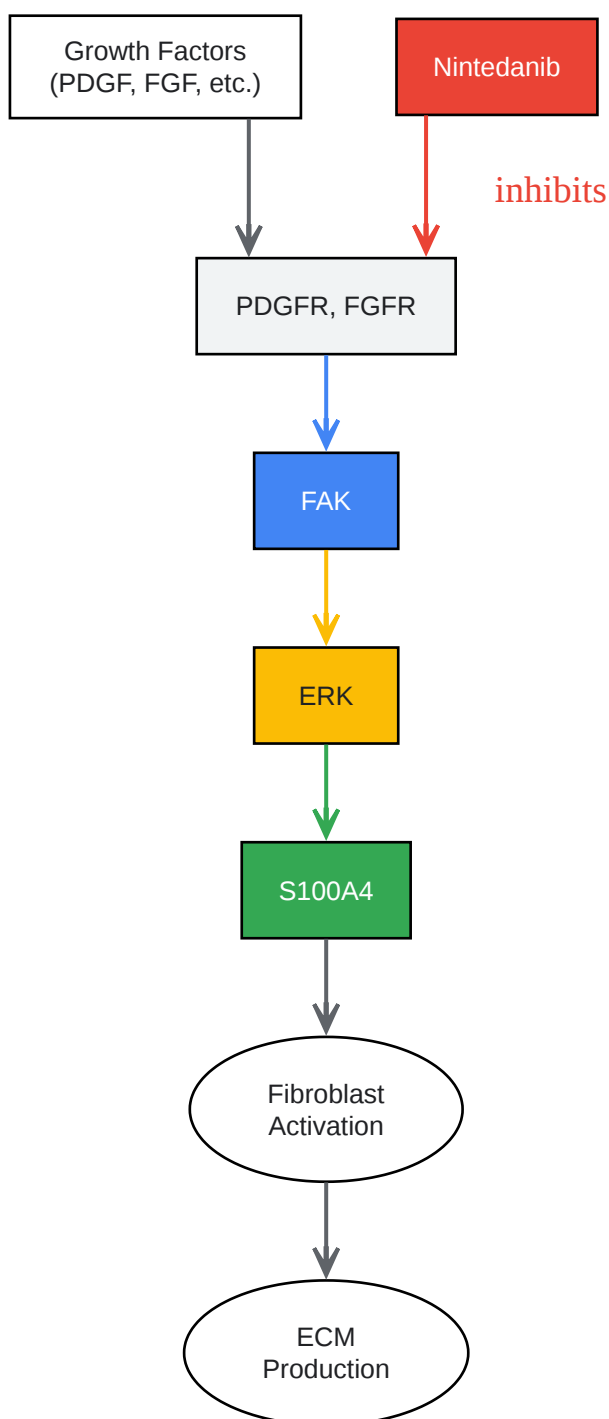 Growth Factors
(PDGF, FGF, etc.)
Nintedanib
inhibits
PDGFR, FGFR
FAK
ERK
S100A4
Fibroblast
Activation
ECM
Production